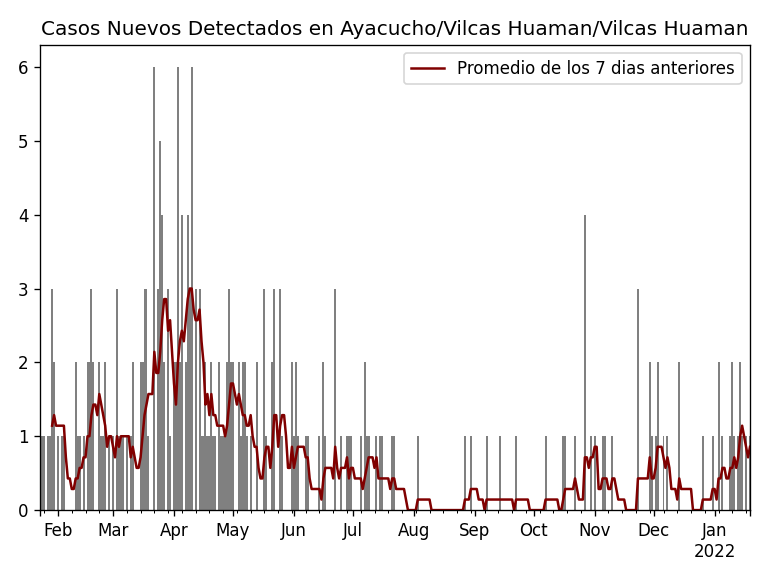 Casos Nuevos Detectados en Ayacucho/Vilcas Huaman/Vilcas Huaman
Promedio de los 7 dias anteriores
6
5
4
3
2
1
0
Feb Mar Apr May Jun Jul Aug Sep Oct Nov Dec Jan
2022